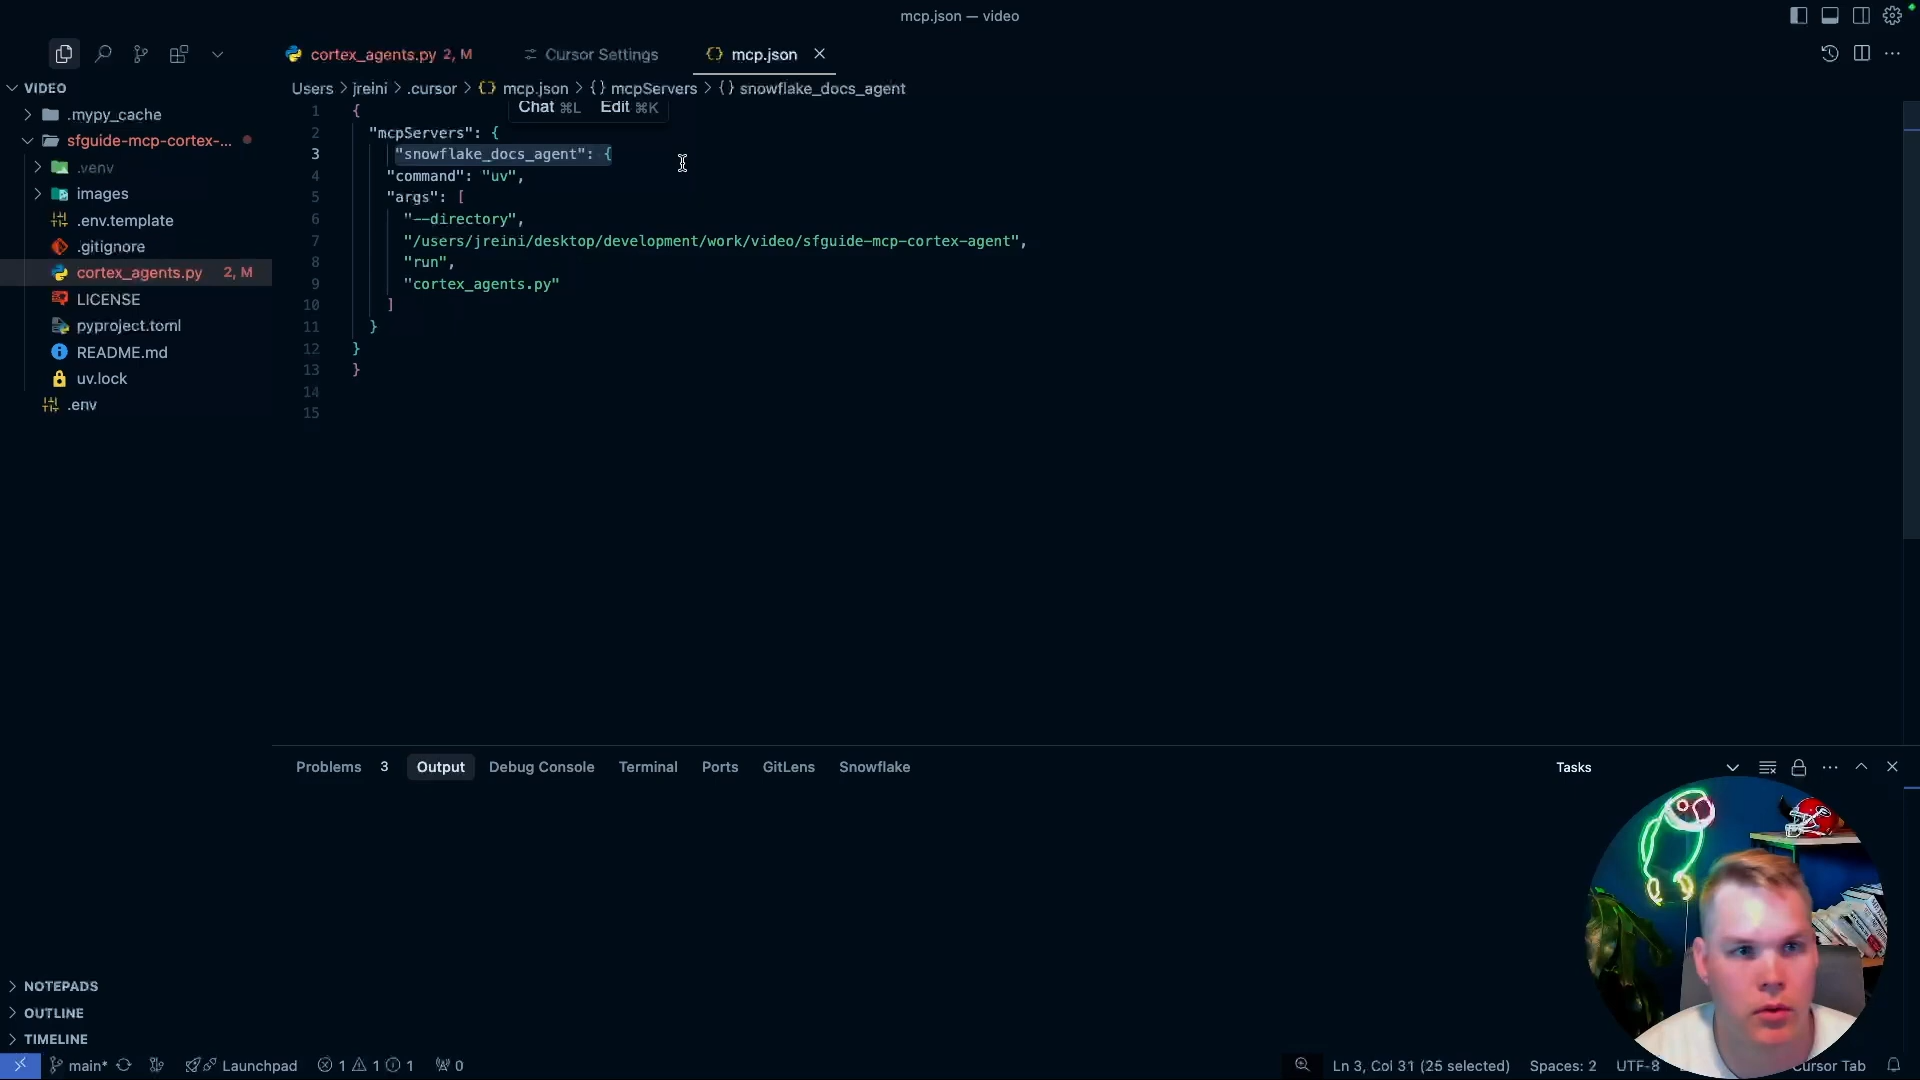 mcp.json — video
cortex_agents.py 2, M
Cursor Settings
mcp.json
VIDEO
Users > jreini > .cursor > {} mcp.json > {} mcpServers > {} snowflake_docs_agent
Chat ⌘L Edit ⌘K
.mypy_cache
sfguide-mcp-cortex-...
.venv
images
.env.template
.gitignore
cortex_agents.py 2, M
LICENSE
pyproject.toml
README.md
uv.lock
.env
1 {
2 "mcpServers": {
3 "snowflake_docs_agent": {
4 "command": "uv",
5 "args": [
6 "--directory",
7 "/users/jreini/desktop/development/work/video/sfguide-mcp-cortex-agent",
8 "run",
9 "cortex_agents.py"
10 ]
11 }
12 }
13 }
14
15
Problems 3 Output Debug Console Terminal Ports GitLens Snowflake
Tasks
NOTEPADS
OUTLINE
TIMELINE
main* Launchpad 1 1 1 0
Ln 3, Col 31 (25 selected) Spaces: 2 UTF-8 Cursor Tab